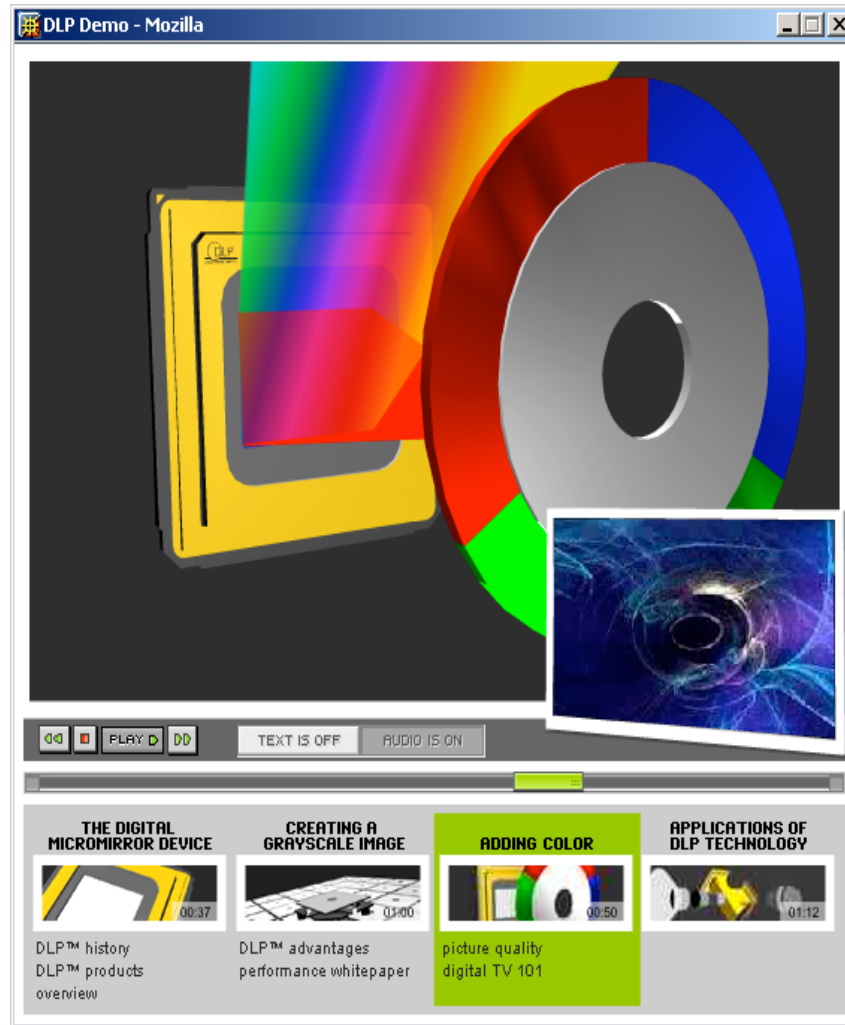 DLP Demo - Mozilla
DLP
PLAY
TEXT IS OFF
AUDIO IS ON
THE DIGITAL
MICROMIRROR DEVICE
00:37
DLP™ history
DLP™ products
overview
CREATING A
GRAYSCALE IMAGE
01:00
DLP™ advantages
performance whitepaper
ADDING COLOR
00:50
picture quality
digital TV 101
APPLICATIONS OF
DLP TECHNOLOGY
01:12